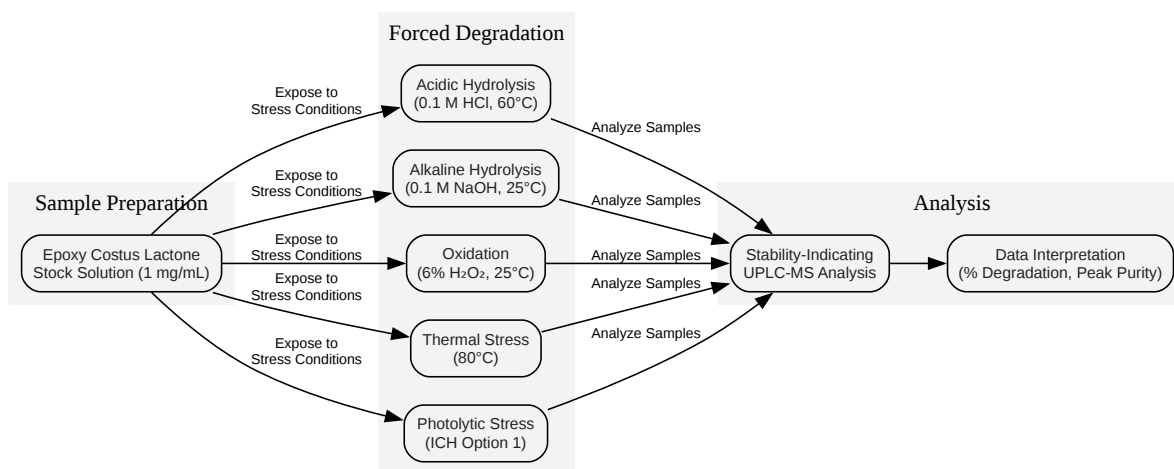 Forced Degradation
Expose to
Stress Conditions
Acidic Hydrolysis
(0.1 M HCl, 60°C)
Analyze Samples
Expose to
Stress Conditions
Alkaline Hydrolysis
(0.1 M NaOH, 25°C)
Analyze Samples
Sample Preparation
Analysis
Epoxy Costus Lactone
Stock Solution (1 mg/mL)
Expose to
Stress Conditions
Oxidation
(6% H₂O₂, 25°C)
Analyze Samples
Stability-Indicating
UPLC-MS Analysis
Data Interpretation
(% Degradation, Peak Purity)
Expose to
Stress Conditions
Thermal Stress
(80°C)
Analyze Samples
Expose to
Stress Conditions
Photolytic Stress
(ICH Option 1)
Analyze Samples